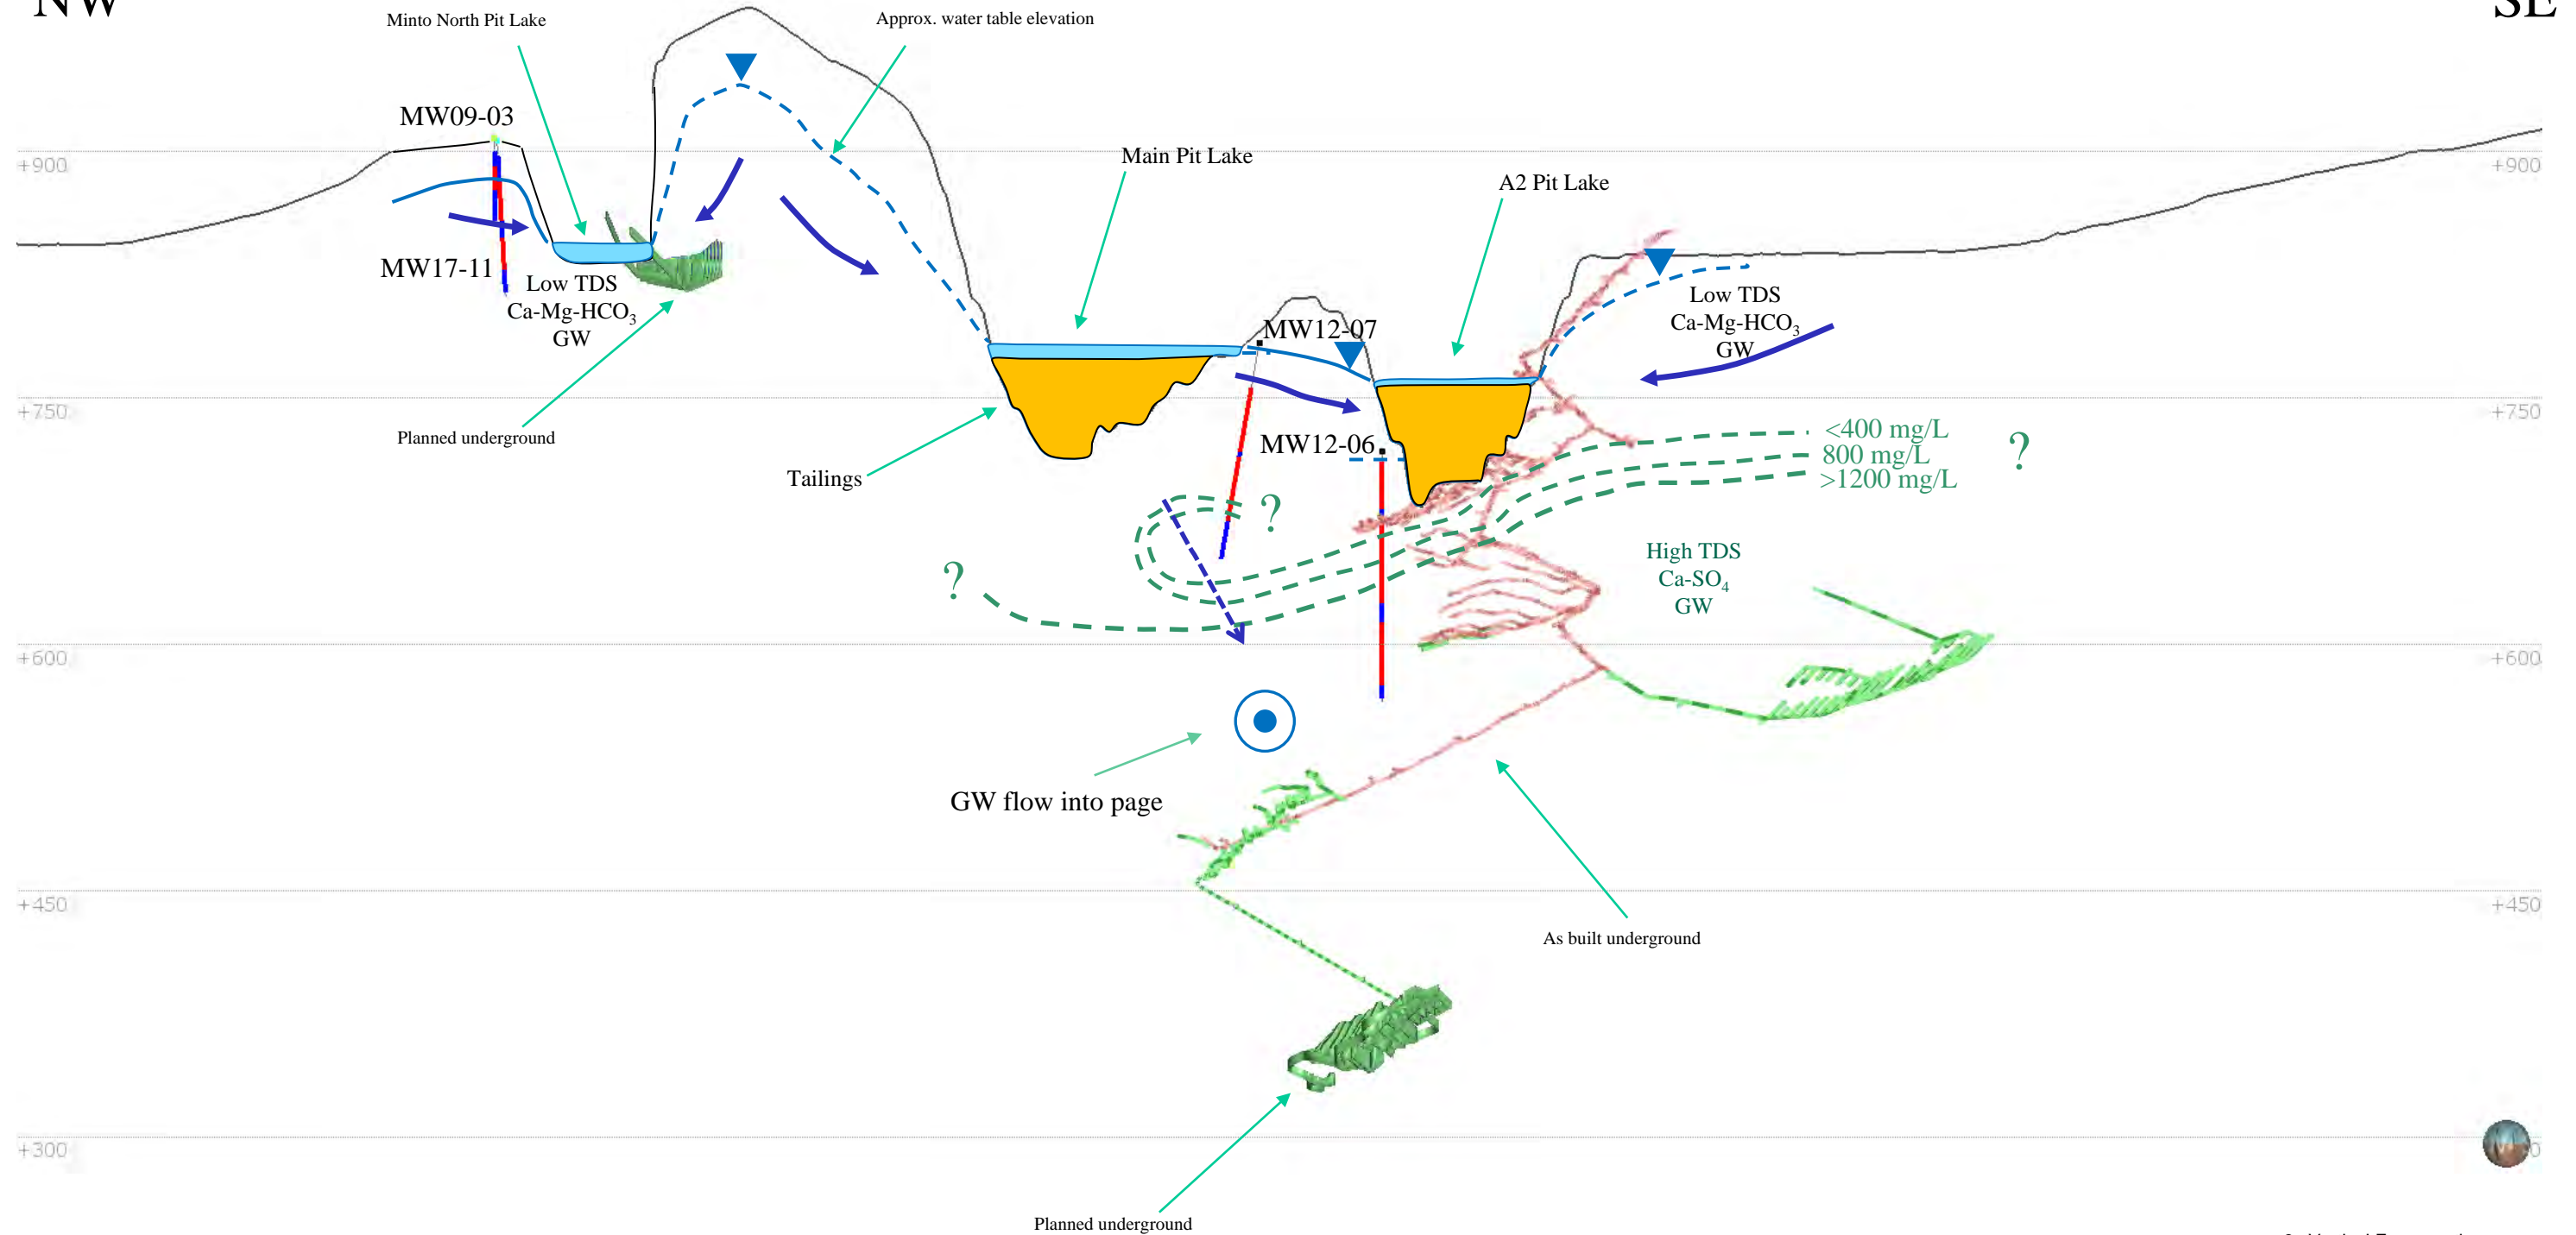 NW
SE
Minto North Pit Lake
Approx. water table elevation
MW09-03
Main Pit Lake
+900
+900
A2 Pit Lake
MW17-11
Low TDS
Ca-Mg-HCO3
GW
Low TDS
Ca-Mg-HCO3
GW
MW12-07
+750
+750
Planned underground
<400 mg/L
800 mg/L
>1200 mg/L
?
MW12-06
Tailings
?
?
High TDS
Ca-SO4
GW
+600
+600
GW flow into page
+450
+450
As built underground
+300
Planned underground